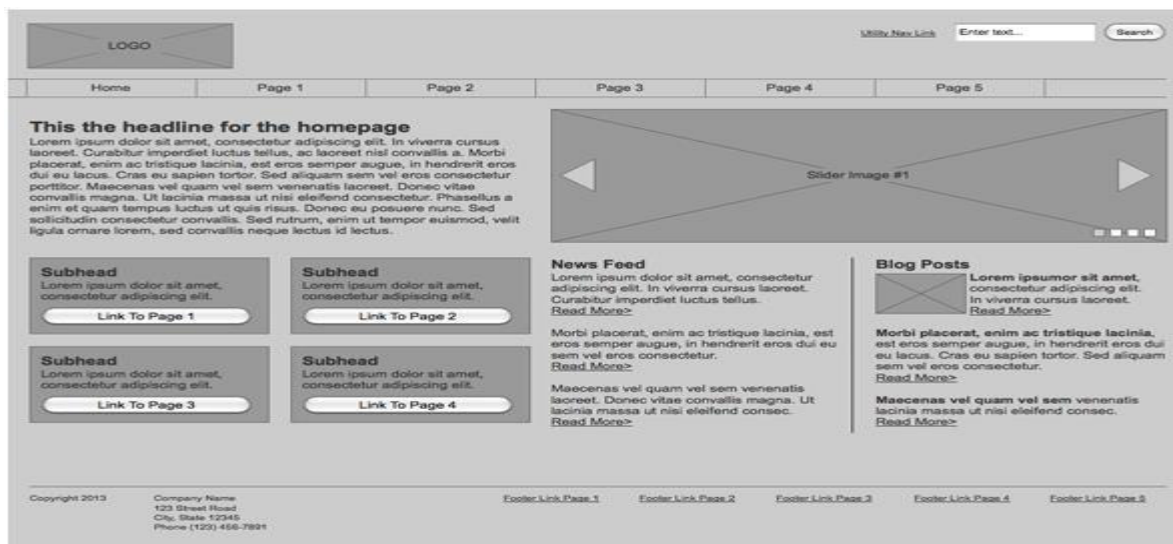 LOGO
Utility Nav Link
Enter text...
Search
Home
Page 1
Page 2
Page 3
Page 4
Page 5
This the headline for the homepage
Lorem ipsum dolor sit amet, consectetur adipiscing elit. In viverra cursus
laoreet. Curabitur imperdiet luctus tellus, ac laoreet nisl convallis a. Morbi
placerat, enim ac tristique lacinia, est eros semper augue, in hendrerit eros
dui eu lacus. Cras eu sapien tortor. Sed aliquam sem vel eros consectetur
porttitor. Maecenas vel quam vel sem venenatis laoreet. Donec vitae
convallis magna. Ut lacinia massa ut nisi eleifend consectetur. Phasellus a
enim et quam tempus luctus ut quis risus. Donec eu posuere nunc. Sed
sollicitudin consectetur convallis. Sed rutrum, enim ut tempor euismod, velit
ligula ornare lorem, sed convallis neque lectus id lectus.
Slider Image #1
Subhead
Lorem ipsum dolor sit amet,
consectetur adipiscing elit.
Link To Page 1
Subhead
Lorem ipsum dolor sit amet,
consectetur adipiscing elit.
Link To Page 2
Subhead
Lorem ipsum dolor sit amet,
consectetur adipiscing elit.
Link To Page 3
Subhead
Lorem ipsum dolor sit amet,
consectetur adipiscing elit.
Link To Page 4
News Feed
Lorem ipsum dolor sit amet, consectetur
adipiscing elit. In viverra cursus laoreet.
Curabitur imperdiet luctus tellus.
Read More>
Morbi placerat, enim ac tristique lacinia, est
eros semper augue, in hendrerit eros dui eu
sem vel eros consectetur.
Read More>
Maecenas vel quam vel sem venenatis
laoreet. Donec vitae convallis magna. Ut
lacinia massa ut nisi eleifend consec.
Read More>
Blog Posts
Lorem ipsumor sit amet,
consectetur adipiscing elit.
In viverra cursus laoreet.
Read More>
Morbi placerat, enim ac tristique lacinia,
est eros semper augue, in hendrerit eros dui
eu lacus. Cras eu sapien tortor. Sed aliquam
sem vel eros consectetur.
Read More>
Maecenas vel quam vel sem venenatis
lacinia massa ut nisi eleifend consec.
Read More>
Copyright 2013
Company Name
123 Street Road
City, State 12345
Phone (123) 456-7891
Footer Link Page 1
Footer Link Page 2
Footer Link Page 3
Footer Link Page 4
Footer Link Page 5